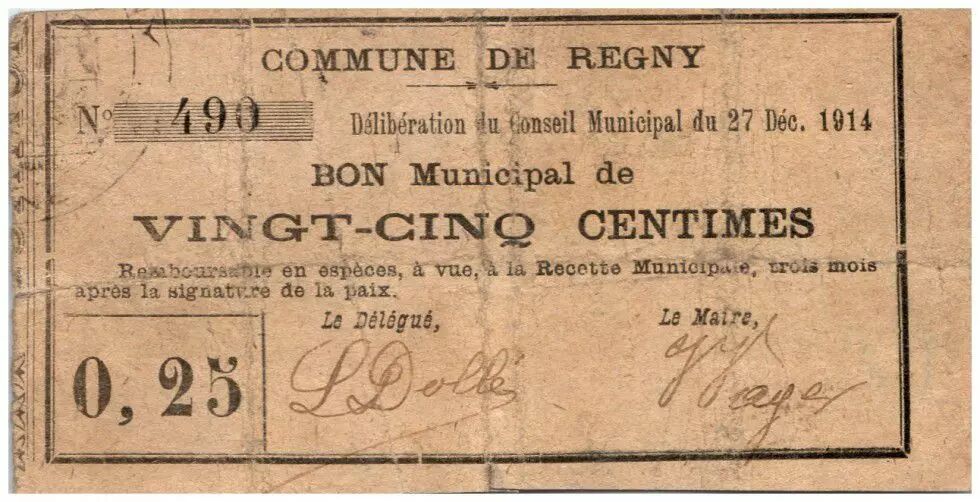 COMMUNE DE REGNY
No 490
Délibération du Conseil Municipal du 27 Déc. 1914
BON Municipal de
VINGT-CINQ CENTIMES
Remboursable en espèces, à vue, à la Recette Municipale, trois mois
après la signature de la paix.
Le Délégué, Le Maire,
0,25
L Dollé